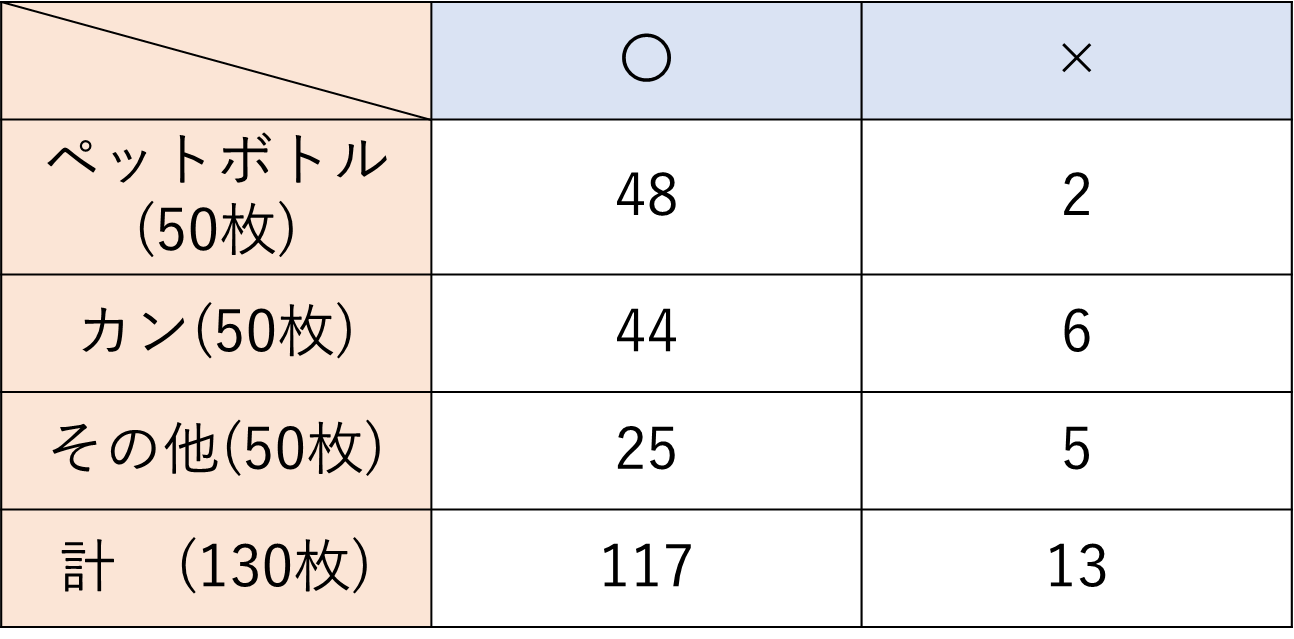 ○ ×
ペットボトル
(50枚) 48 2
カン(50枚) 44 6
その他(50枚) 25 5
計　(130枚) 117 13